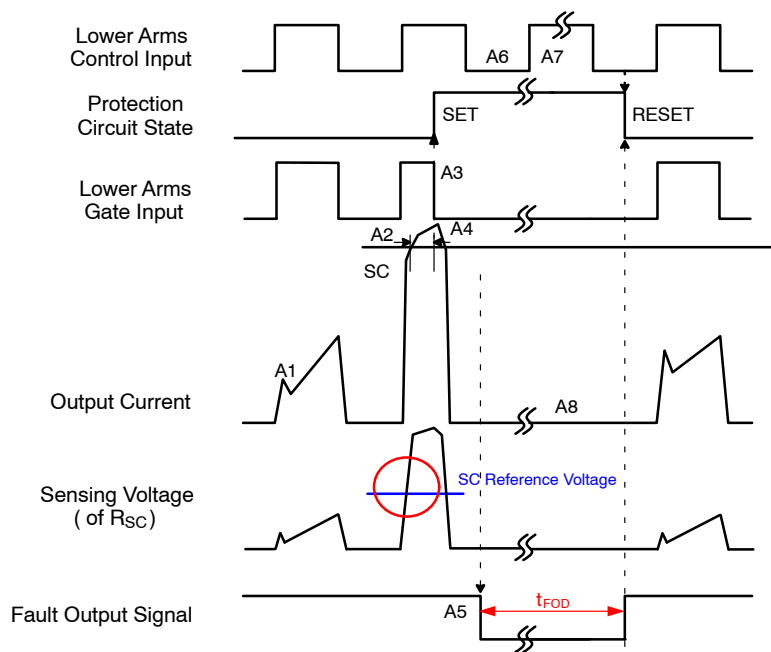 Lower Arms
Control Input
A6
A7
Protection
Circuit State
SET
RESET
Lower Arms
Gate Input
A3
A2
A4
SC
A1
Output Current
A8
SC Reference Voltage
Sensing Voltage
( of RSC)
Fault Output Signal
A5
tFOD